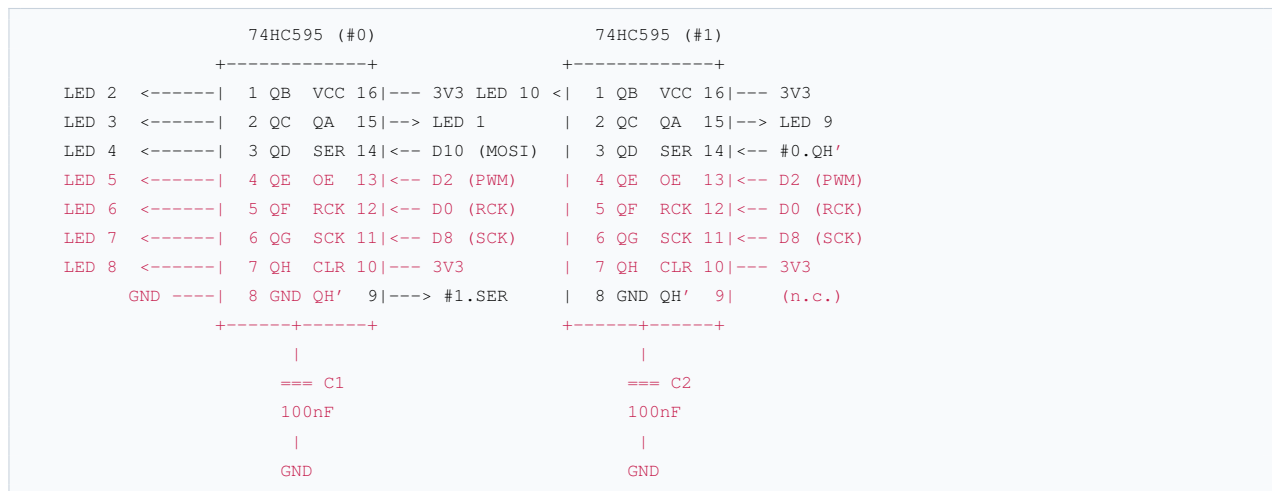 74HC595 (#0)                      74HC595 (#1)
              +-------------+                 +-------------+
LED 2  <------|  1 QB  VCC 16|--- 3V3 LED 10 <|  1 QB  VCC 16|--- 3V3
LED 3  <------|  2 QC  QA  15|--> LED 1       |  2 QC  QA  15|--> LED 9
LED 4  <------|  3 QD  SER 14|<-- D10 (MOSI)  |  3 QD  SER 14|<-- #0.QH'
LED 5  <------|  4 QE  OE  13|<-- D2 (PWM)    |  4 QE  OE  13|<-- D2 (PWM)
LED 6  <------|  5 QF  RCK 12|<-- D0 (RCK)    |  5 QF  RCK 12|<-- D0 (RCK)
LED 7  <------|  6 QG  SCK 11|<-- D8 (SCK)    |  6 QG  SCK 11|<-- D8 (SCK)
LED 8  <------|  7 QH  CLR 10|--- 3V3         |  7 QH  CLR 10|--- 3V3
     GND ----|  8 GND QH'  9|---> #1.SER     |  8 GND QH'  9|     (n.c.)
              +------+------+                 +------+------+
                     |                               |
                    === C1                          === C2
                    100nF                           100nF
                     |                               |
                    GND                             GND